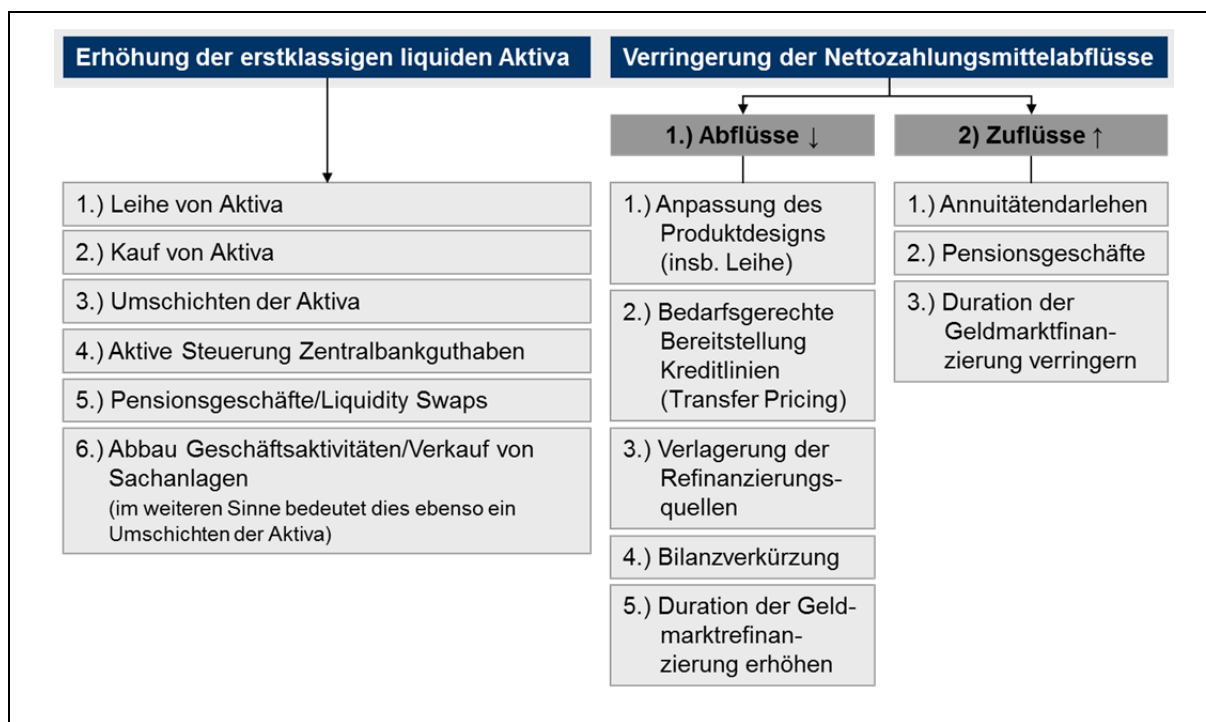 Erhöhung der erstklassigen liquiden Aktiva
1.) Leihe von Aktiva
2.) Kauf von Aktiva
3.) Umschichten der Aktiva
4.) Aktive Steuerung Zentralbankguthaben
5.) Pensionsgeschäfte/Liquidity Swaps
6.) Abbau Geschäftsaktivitäten/Verkauf von
Sachanlagen
(im weiteren Sinne bedeutet dies ebenso ein
Umschichten der Aktiva)
Verringerung der Nettozahlungsmittelabflüsse
1.) Abflüsse ↓
1.) Anpassung des
Produktdesigns
(insb. Leihe)
2.) Bedarfsgerechte
Bereitstellung
Kreditlinien
(Transfer Pricing)
3.) Verlagerung der
Refinanzierungs-
quellen
4.) Bilanzverkürzung
5.) Duration der Geld-
marktrefinan-
zierung erhöhen
2) Zuflüsse ↑
1.) Annuitätendarlehen
2.) Pensionsgeschäfte
3.) Duration der
Geldmarktfinan-
zierung verringern